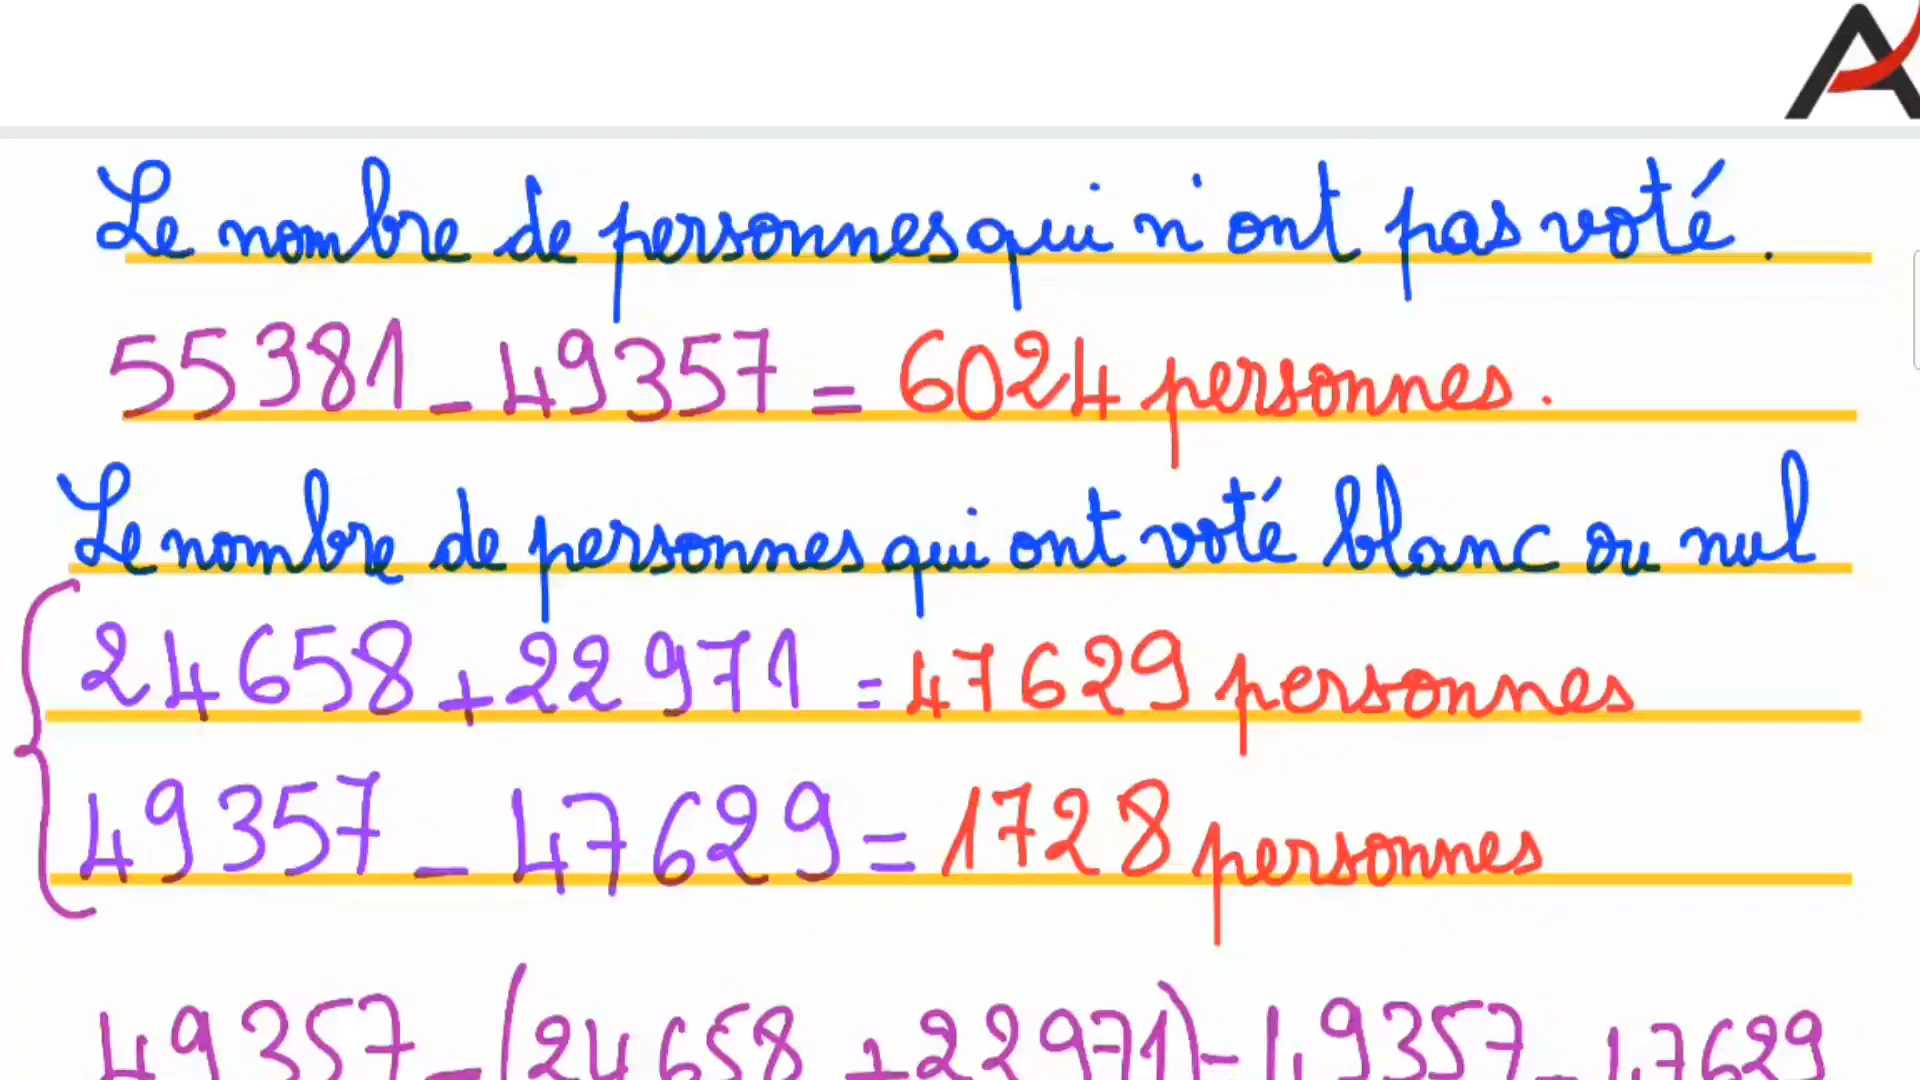 Le nombre de personnes qui n'ont pas voté.
55381 - 49357 = 6024 personnes.
Le nombre de personnes qui ont voté blanc ou nul
24658 + 22971 = 47629 personnes
49357 - 47629 = 1728 personnes
49357 - (24658 + 22971) = 49357 - 47629